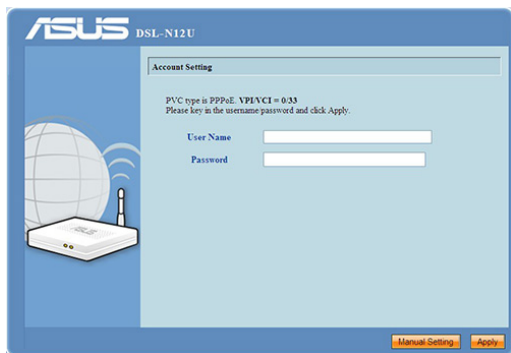 ASUS DSL-N12U
Account Setting
PVC type is PPPoE. VPI/VCI = 0/33
Please key in the username/password and click Apply.
User Name
Password
ASUS
Manual Setting Apply